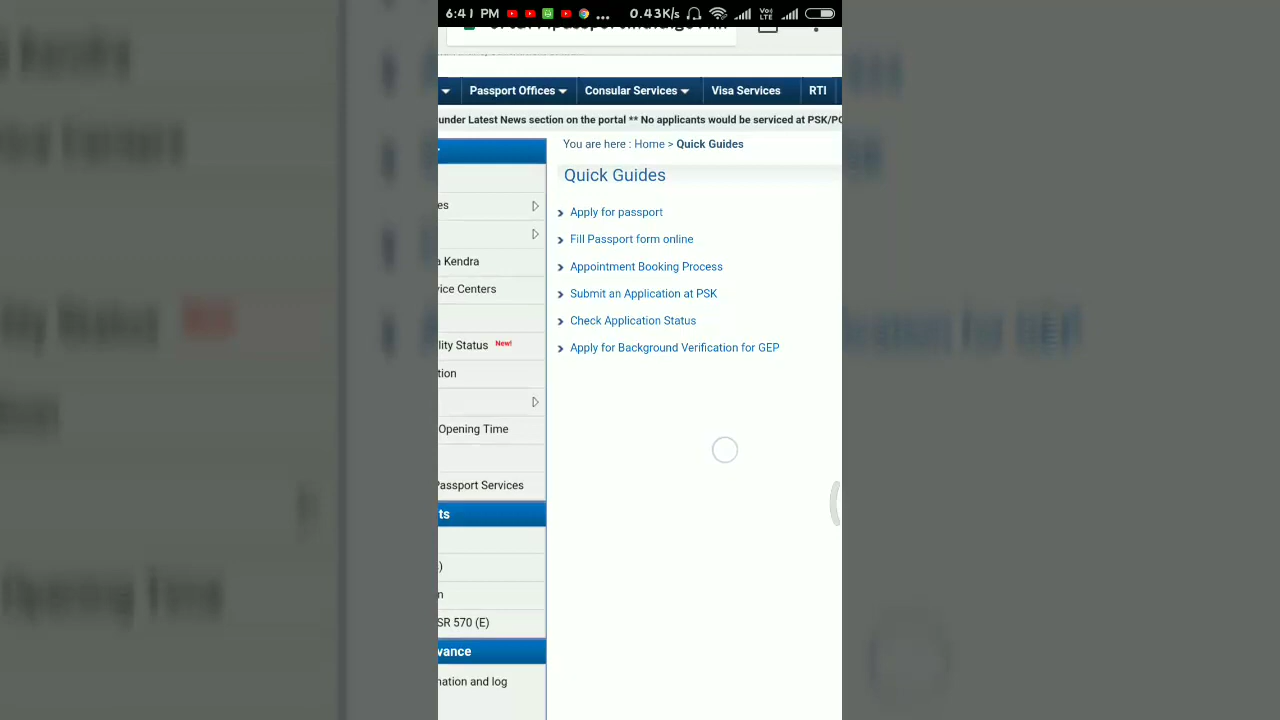 6:41 PM ... 0.43K/s Vo LTE
Passport Offices Consular Services Visa Services RTI
under Latest News section on the portal ** No applicants would be serviced at PSK/PO
You are here : Home > Quick Guides
Quick Guides
Apply for passport
Fill Passport form online
Appointment Booking Process
Submit an Application at PSK
Check Application Status
Apply for Background Verification for GEP
es
a Kendra
vice Centers
lity Status New!
tion
Opening Time
Passport Services
ts
)
m
SR 570 (E)
vance
nation and log